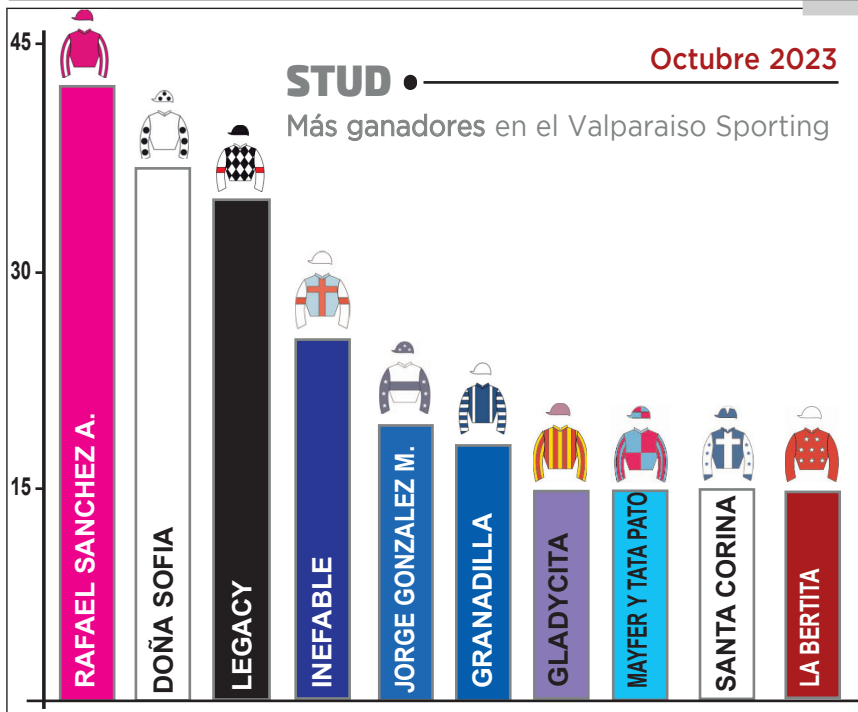 45
30
15
STUD
Octubre 2023
Más ganadores en el Valparaiso Sporting
RAFAEL SANCHEZ A.
DOÑA SOFIA
LEGACY
INEFABLE
JORGE GONZALEZ M.
GRANADILLA
GLADYCITA
MAYFER Y TATA PATO
SANTA CORINA
LA BERTITA